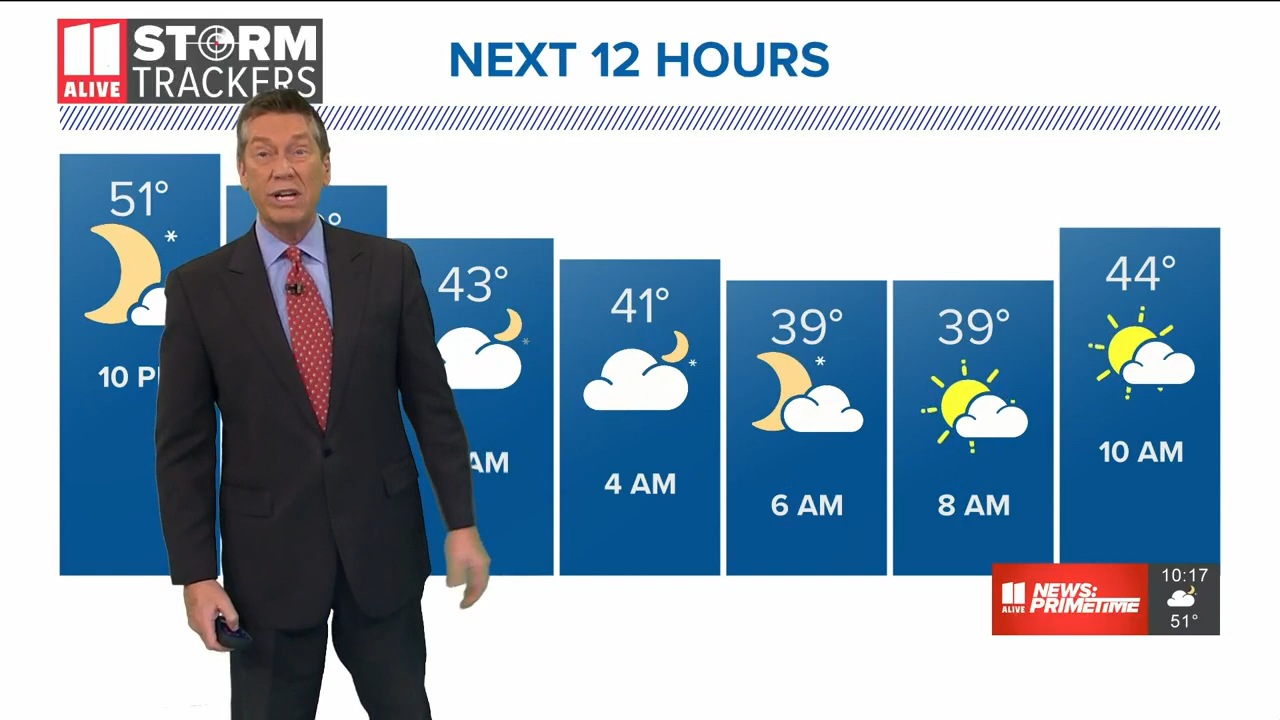 11 ALIVE
STORM
TRACKERS
NEXT 12 HOURS
51°
43°
41°
39°
39°
44°
10 P
AM
4 AM
6 AM
8 AM
10 AM
11 ALIVE
NEWS:
PRIMETIME
10:17
51°